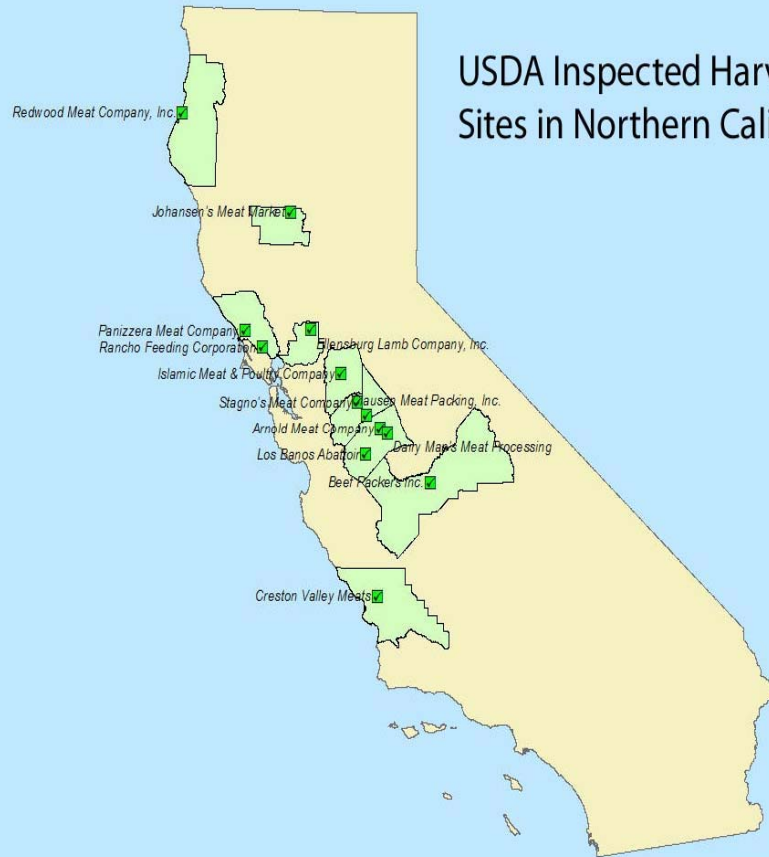 USDA Inspected Harv
Sites in Northern Cali
Redwood Meat Company, Inc.
Johansen's Meat Market
Panizzera Meat Company
Rancho Feeding Corporation
Ellensburg Lamb Company, Inc.
Islamic Meat & Poultry Company
Stagno's Meat Company
Clausen Meat Packing, Inc.
Arnold Meat Company
Dairy Man's Meat Processing
Los Banos Abattoir
Beef Packers Inc.
Creston Valley Meats